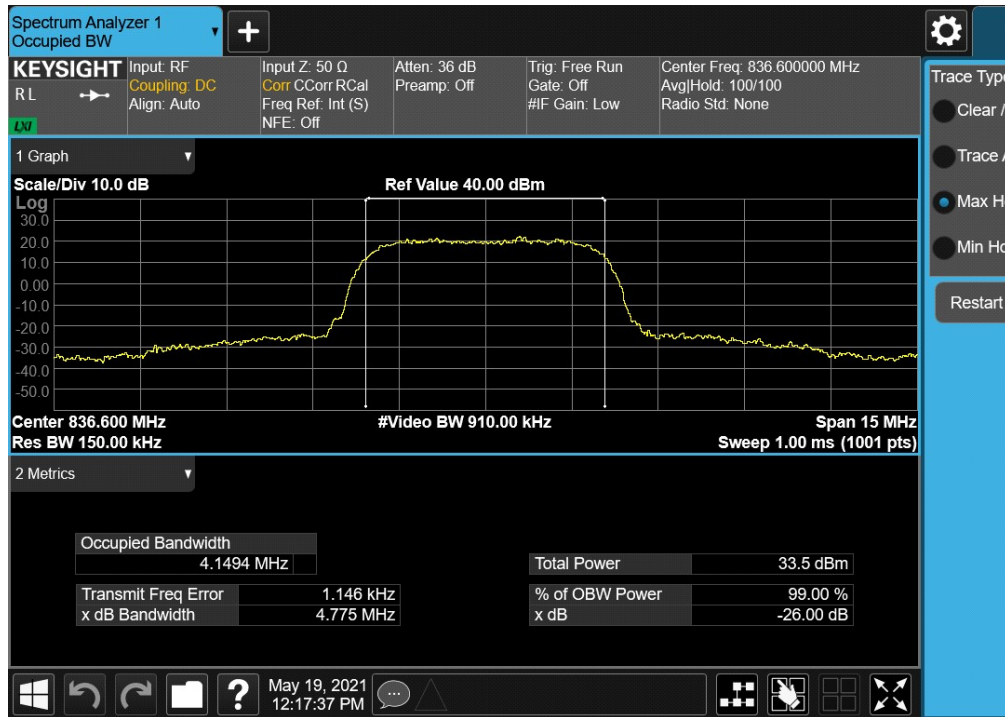 Spectrum Analyzer 1
Occupied BW
KEYSIGHT
R L
LXI
Input: RF
Coupling: DC
Align: Auto
Input Z: 50 Ω
Corr CCorr RCal
Freq Ref: Int (S)
NFE: Off
Atten: 36 dB
Preamp: Off
Trig: Free Run
Gate: Off
#IF Gain: Low
Center Freq: 836.600000 MHz
Avg|Hold: 100/100
Radio Std: None
Trace Type
Clear /
Trace
Max H
Min Ho
Restart
1 Graph
Scale/Div 10.0 dB
Ref Value 40.00 dBm
Log
30.0
20.0
10.0
0.00
-10.0
-20.0
-30.0
-40.0
-50.0
Center 836.600 MHz
#Video BW 910.00 kHz
Span 15 MHz
Res BW 150.00 kHz
Sweep 1.00 ms (1001 pts)
2 Metrics
Occupied Bandwidth
4.1494 MHz
Total Power 33.5 dBm
Transmit Freq Error 1.146 kHz
% of OBW Power 99.00 %
x dB Bandwidth 4.775 MHz
x dB -26.00 dB
May 19, 2021
12:17:37 PM